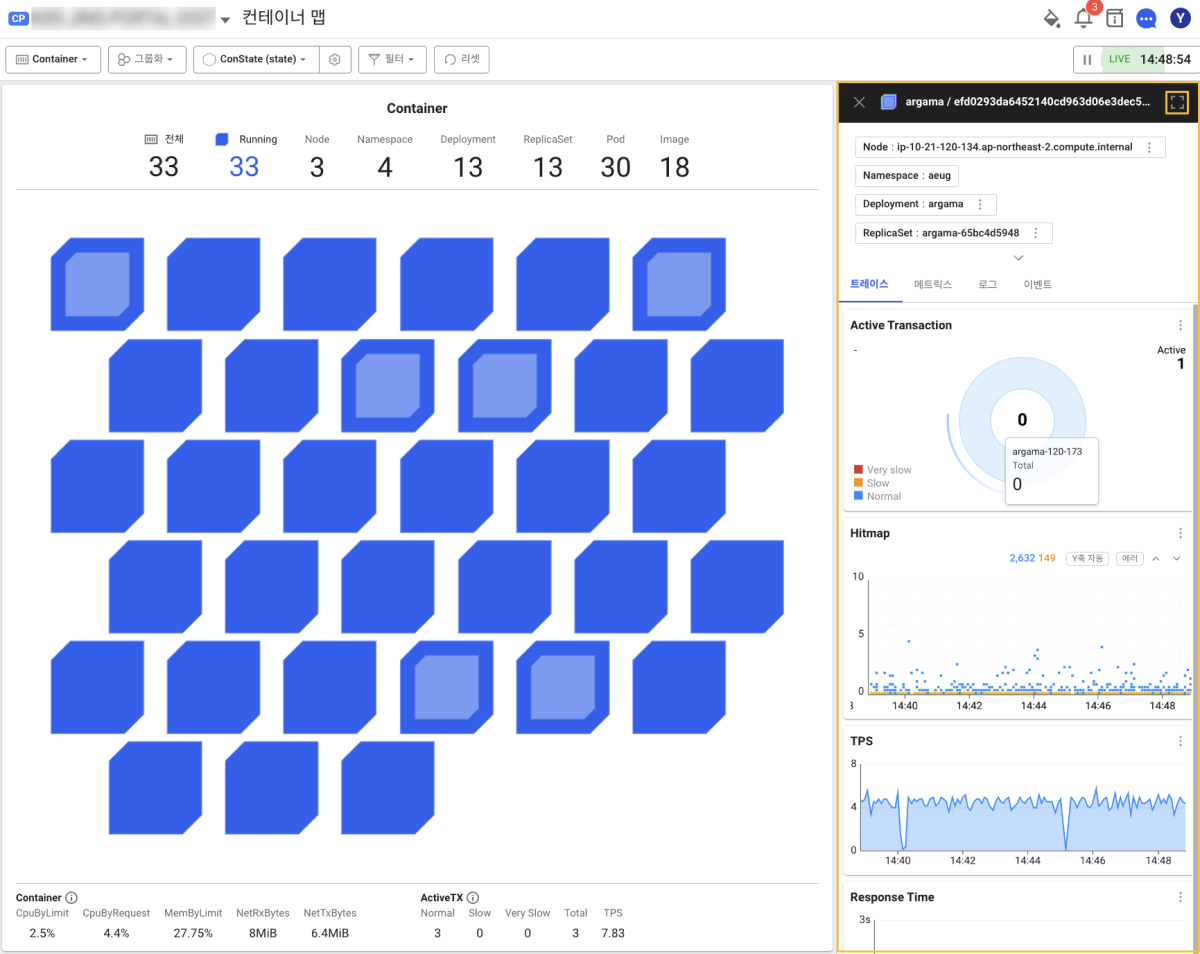 CP 컨테이너 맵 3 Y
Container 그룹화 ConState (state) 필터 리셋 LIVE 14:48:54
Container
전체 Running Node Namespace Deployment ReplicaSet Pod Image
33 33 3 4 13 13 30 18
Container ActiveTX
CpuByLimit CpuByRequest MemByLimit NetRxBytes NetTxBytes Normal Slow Very Slow Total TPS
2.5% 4.4% 27.75% 8MiB 6.4MiB 3 0 0 3 7.83
argama / efd0293da6452140cd963d06e3dec5...
Node : ip-10-21-120-134.ap-northeast-2.compute.internal
Namespace : aeug
Deployment : argama
ReplicaSet : argama-65bc4d5948
트레이스 메트릭스 로그 이벤트
Active Transaction
-
Active
1
0
argama-120-173
Total
0
Very slow
Slow
Normal
Hitmap
2,632 149 Y축 자동 에러
10
5
0
14:40 14:42 14:44 14:46 14:48
TPS
8
4
0
14:40 14:42 14:44 14:46 14:48
Response Time
3s